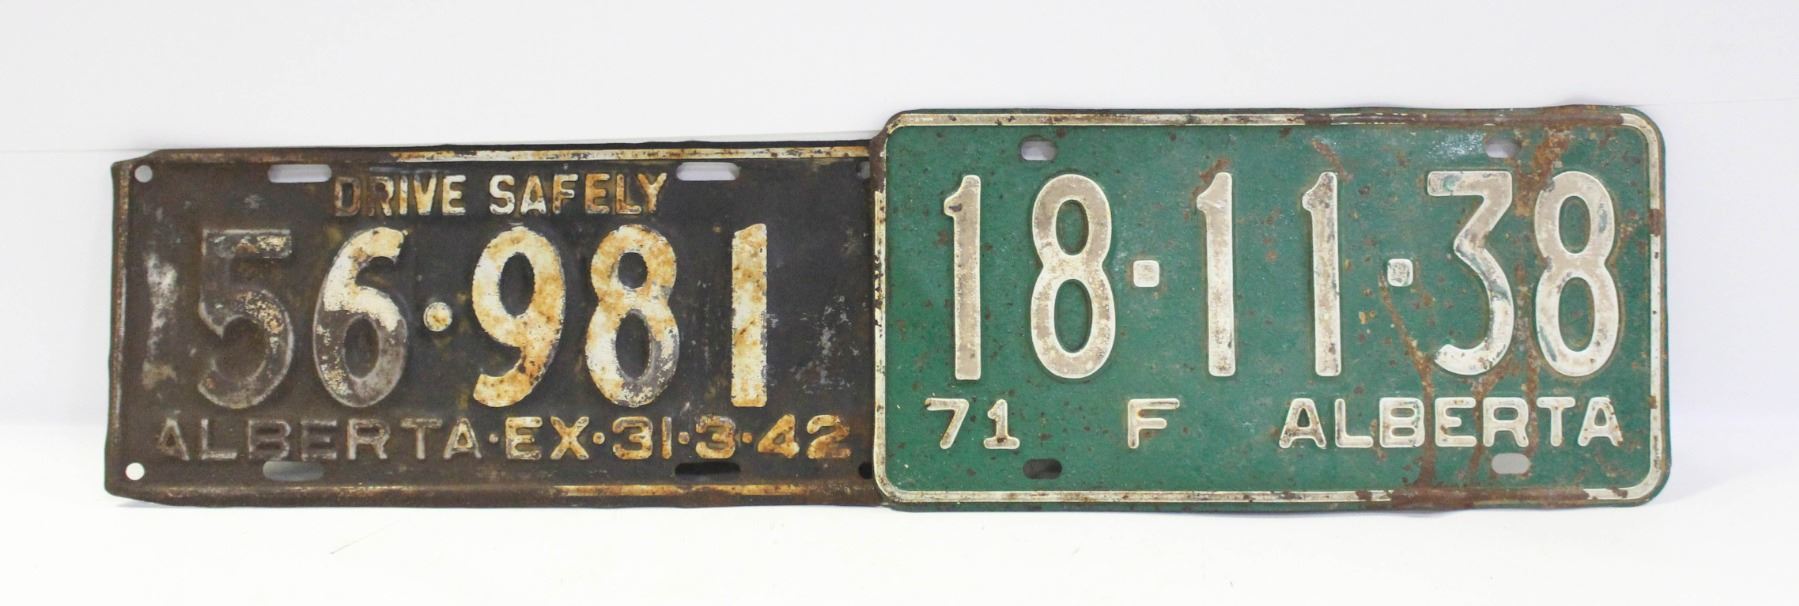 DRIVE SAFELY
56·981
ALBERTA·EX·31·3·42
18·11·38
71 F ALBERTA